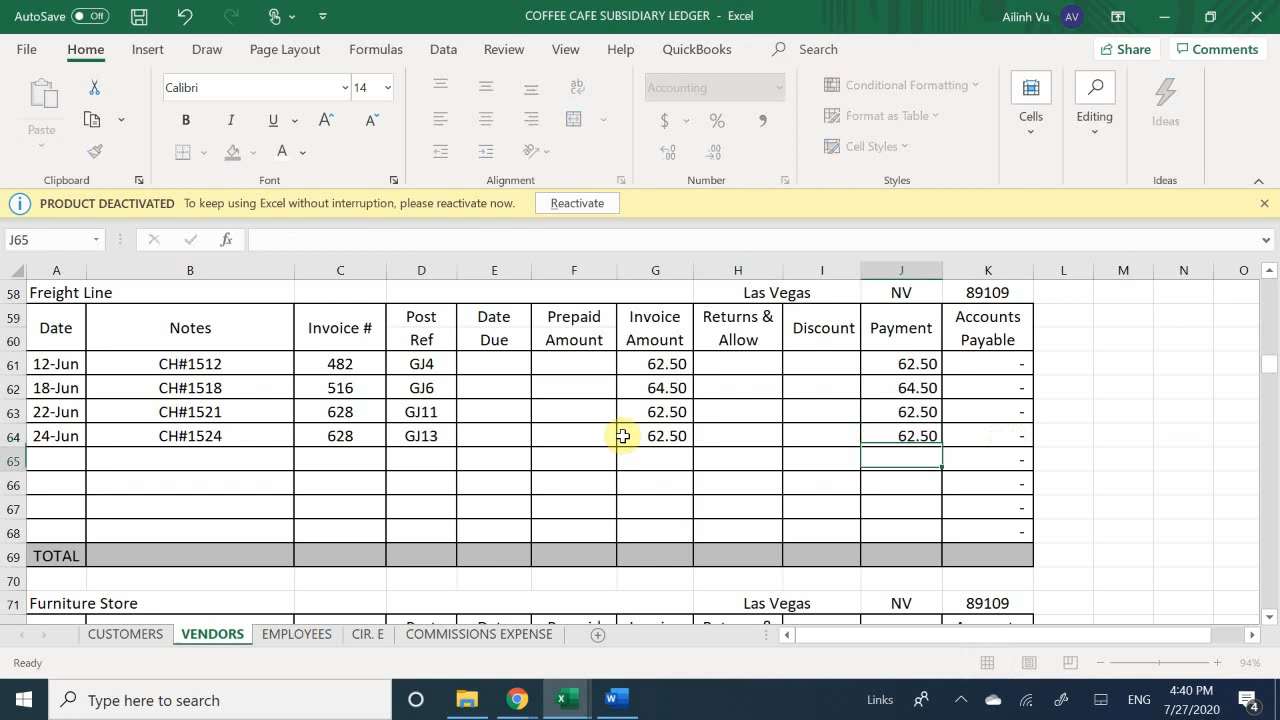 AutoSave Off COFFEE CAFE SUBSIDIARY LEDGER - Excel Ailinh Vu AV
File Home Insert Draw Page Layout Formulas Data Review View Help QuickBooks Search Share Comments
Calibri 14 Accounting Conditional Formatting
Paste B I U A A $ % , Format as Table Cells Editing Ideas
A Cell Styles
Clipboard Font Alignment Number Styles Ideas
PRODUCT DEACTIVATED To keep using Excel without interruption, please reactivate now. Reactivate
J65 fx
A B C D E F G H I J K L M N O
58 Freight Line Las Vegas NV 89109
59 Date Notes Invoice # Post Date Prepaid Invoice Returns & Discount Payment Accounts
60 Ref Due Amount Amount Allow Payable
61 12-Jun CH#1512 482 GJ4 62.50 62.50 -
62 18-Jun CH#1518 516 GJ6 64.50 64.50 -
63 22-Jun CH#1521 628 GJ11 62.50 62.50 -
64 24-Jun CH#1524 628 GJ13 62.50 62.50 -
65 -
66 -
67 -
68 -
69 TOTAL
70
71 Furniture Store Las Vegas NV 89109
CUSTOMERS VENDORS EMPLOYEES CIR. E COMMISSIONS EXPENSE
Ready 94%
Type here to search Links ENG 4:40 PM
7/27/2020 4